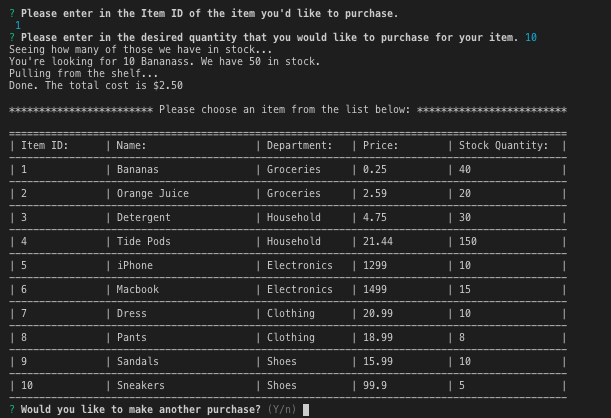 ? Please enter in the Item ID of the item you'd like to purchase.
1
? Please enter in the desired quantity that you would like to purchase for your item. 10
Seeing how many of those we have in stock...
You're looking for 10 Bananass. We have 50 in stock.
Pulling from the shelf...
Done. The total cost is $2.50
************************ Please choose an item from the list below: *************************
| Item ID: | Name: | Department: | Price: | Stock Quantity: |
| 1 | Bananas | Groceries | 0.25 | 40 |
| 2 | Orange Juice | Groceries | 2.59 | 20 |
| 3 | Detergent | Household | 4.75 | 30 |
| 4 | Tide Pods | Household | 21.44 | 150 |
| 5 | iPhone | Electronics | 1299 | 10 |
| 6 | Macbook | Electronics | 1499 | 15 |
| 7 | Dress | Clothing | 20.99 | 10 |
| 8 | Pants | Clothing | 18.99 | 8 |
| 9 | Sandals | Shoes | 15.99 | 10 |
| 10 | Sneakers | Shoes | 99.9 | 5 |
? Would you like to make another purchase? (Y/n)